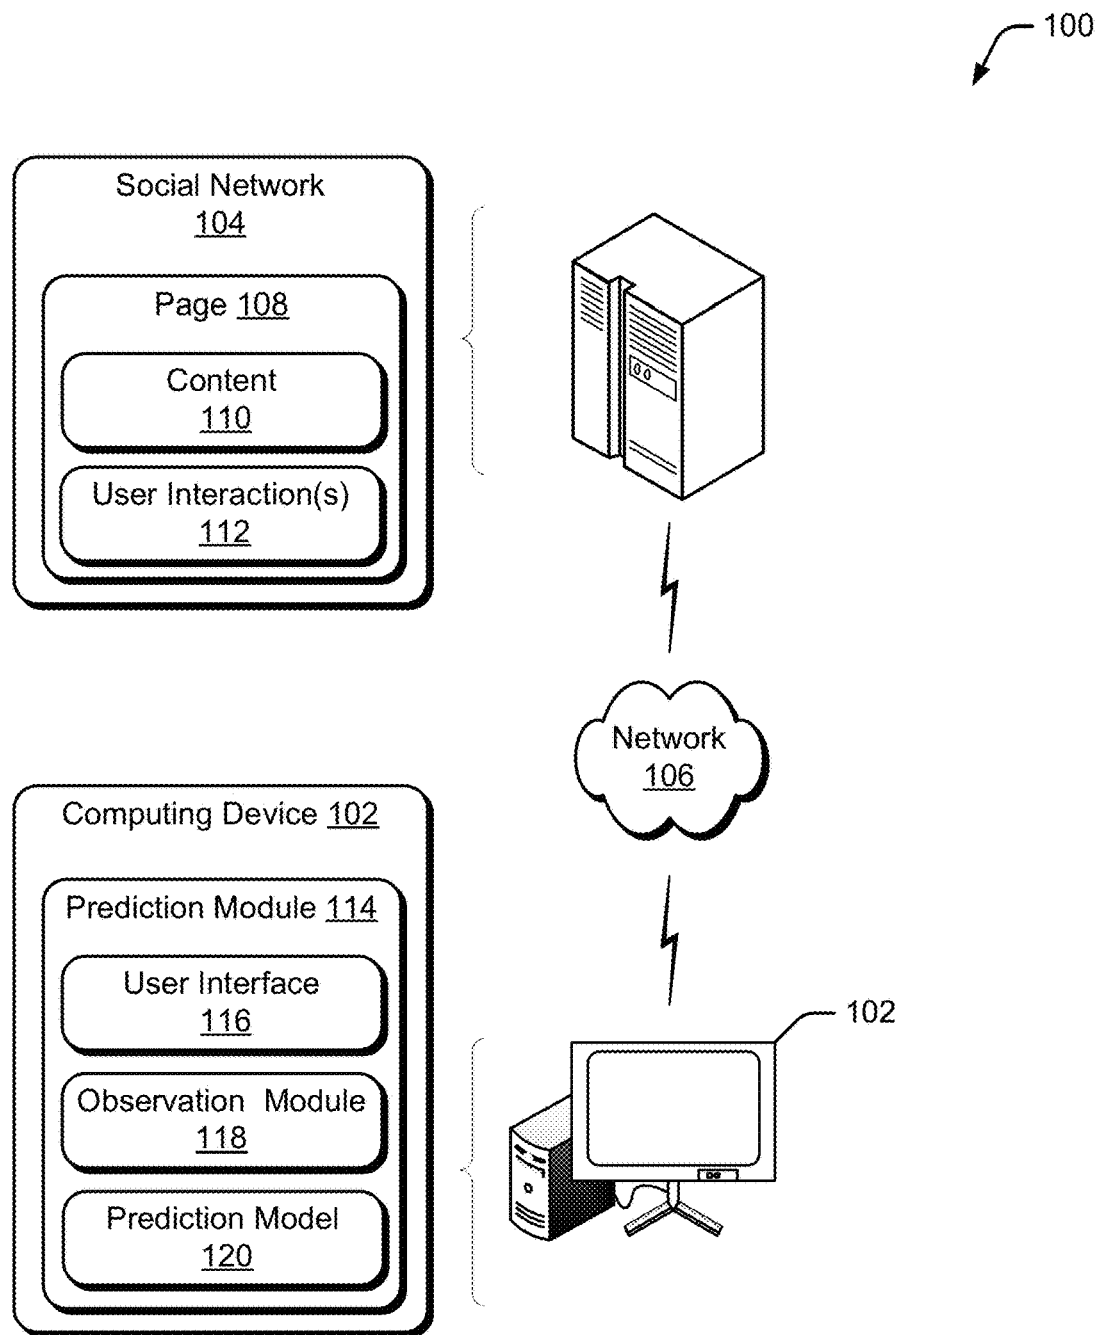 100
Social Network
104
Page 108
Content
110
User Interaction(s)
112
Network
106
Computing Device 102
Prediction Module 114
User Interface
116
Observation Module
118
Prediction Model
120
102